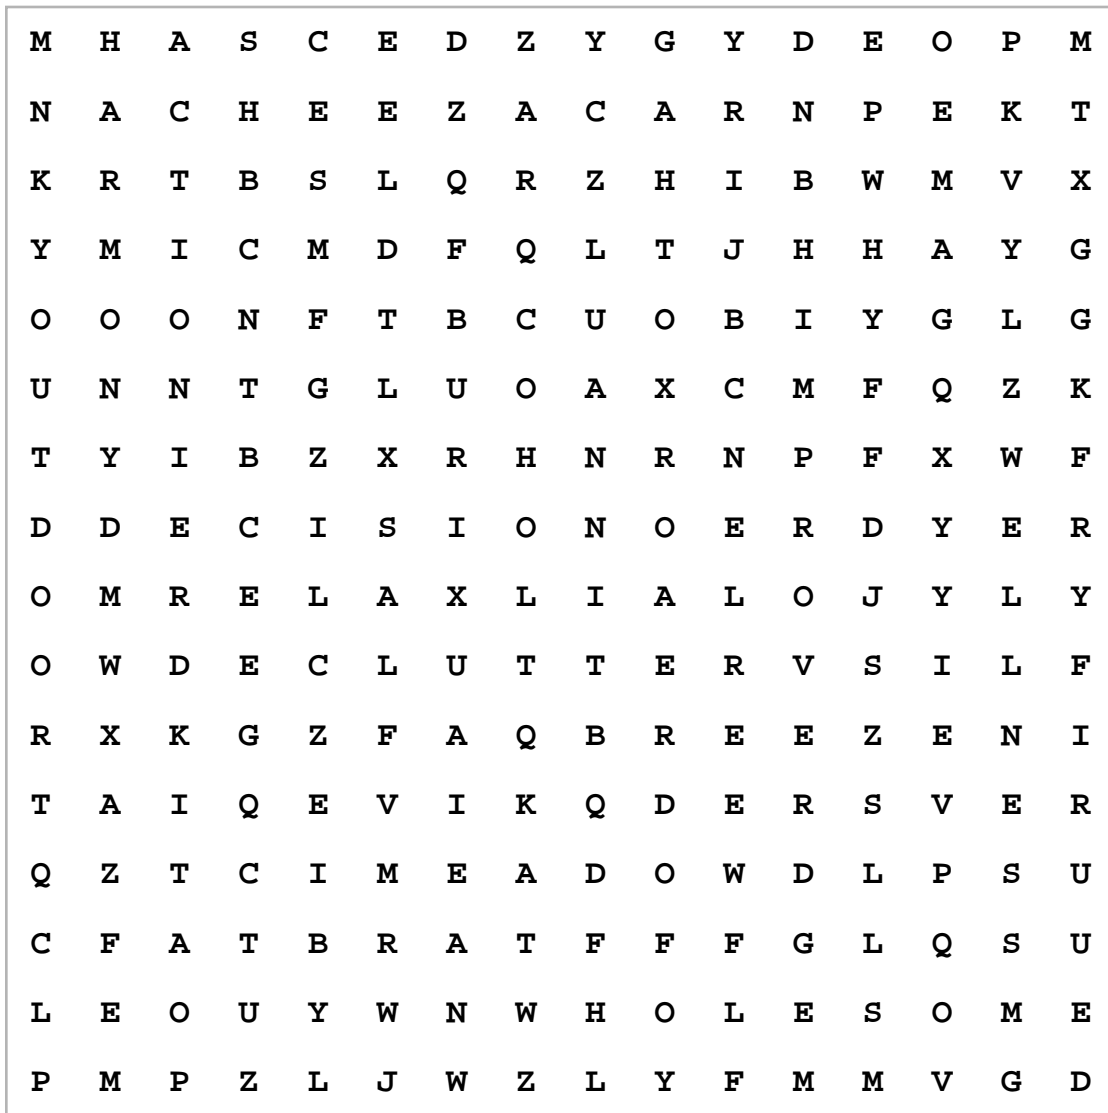 M H A S C E D Z Y G Y D E O P M
N A C H E E Z A C A R N P E K T
K R T B S L Q R Z H I B W M V X
Y M I C M D F Q L T J H H A Y G
O O O N F T B C U O B I Y G L G
U N N T G L U O A X C M F Q Z K
T Y I B Z X R H N R N P F X W F
D D E C I S I O N O E R D Y E R
O M R E L A X L I A L O J Y L Y
O W D E C L U T T E R V S I L F
R X K G Z F A Q B R E E Z E N I
T A I Q E V I K Q D E R S V E R
Q Z T C I M E A D O W D L P S U
C F A T B R A T F F F G L Q S U
L E O U Y W N W H O L E S O M E
P M P Z L J W Z L Y F M M V G D